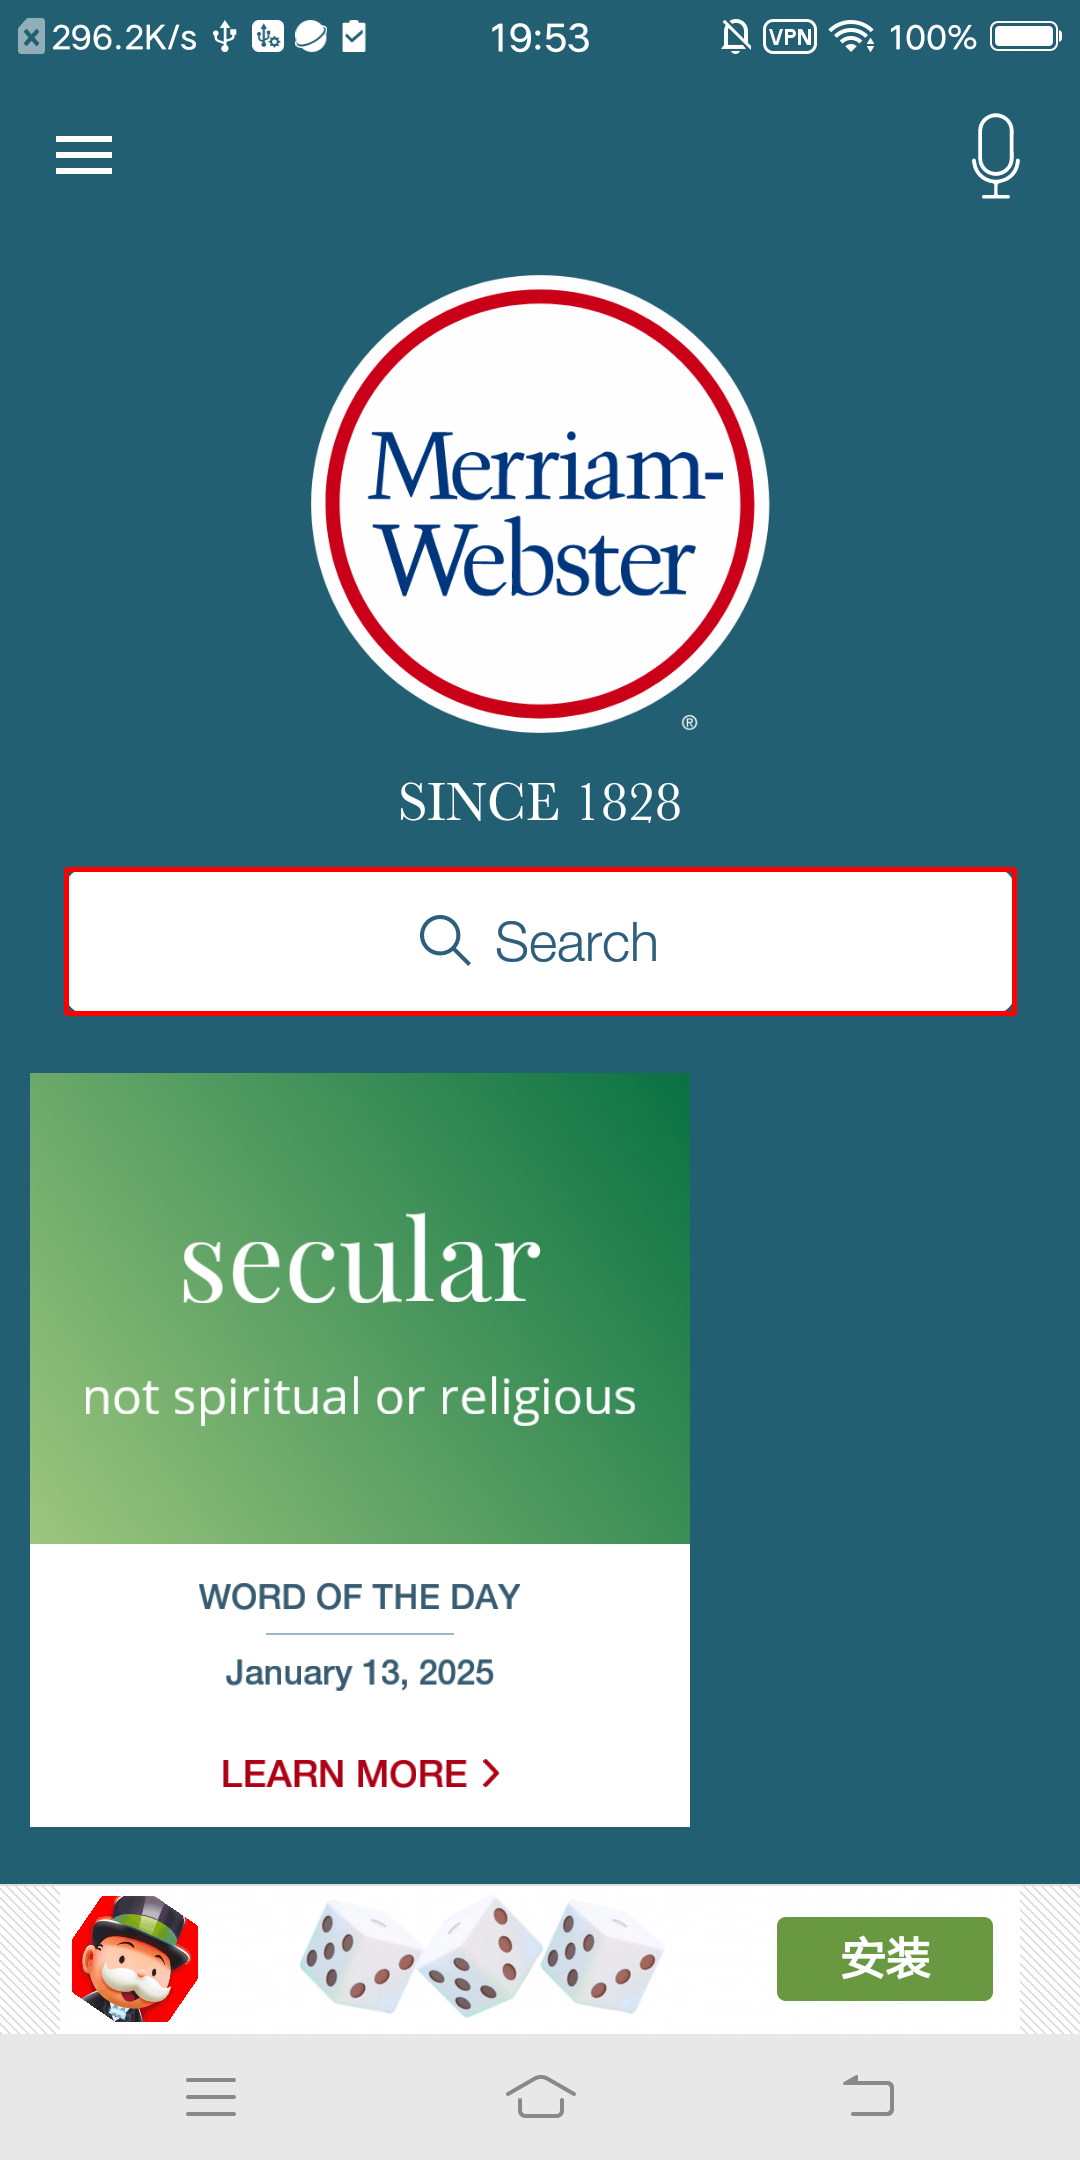 296.2K/s
19:53
VPN
100%
Merriam-
Webster
®
SINCE 1828
Search
secular
not spiritual or religious
WORD OF THE DAY
January 13, 2025
LEARN MORE
安装